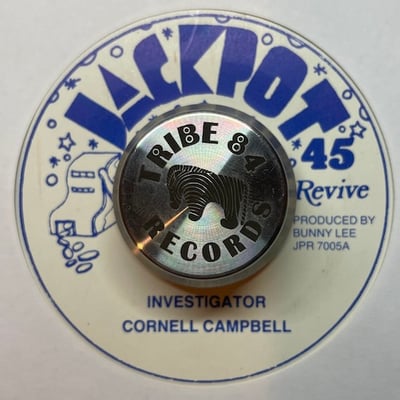 JACKPOT
45
Revive
PRODUCED BY
BUNNY LEE
JPR 7005A
TRIBE 84
RECORDS
INVESTIGATOR
CORNELL CAMPBELL